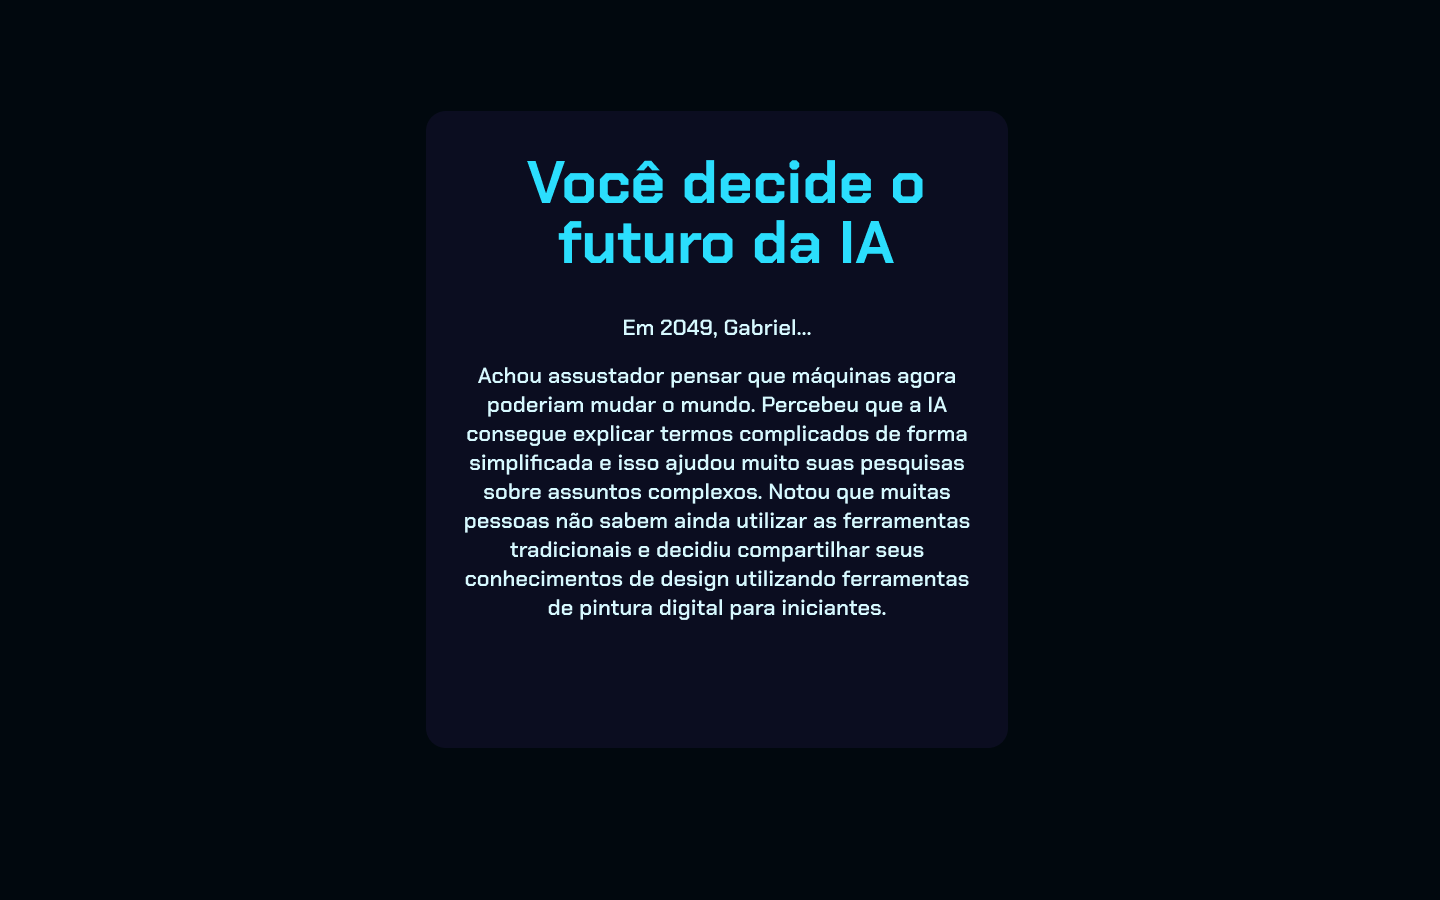 Você decide o
futuro da IA
Em 2049, Gabriel...
Achou assustador pensar que máquinas agora
poderiam mudar o mundo. Percebeu que a IA
consegue explicar termos complicados de forma
simplificada e isso ajudou muito suas pesquisas
sobre assuntos complexos. Notou que muitas
pessoas não sabem ainda utilizar as ferramentas
tradicionais e decidiu compartilhar seus
conhecimentos de design utilizando ferramentas
de pintura digital para iniciantes.